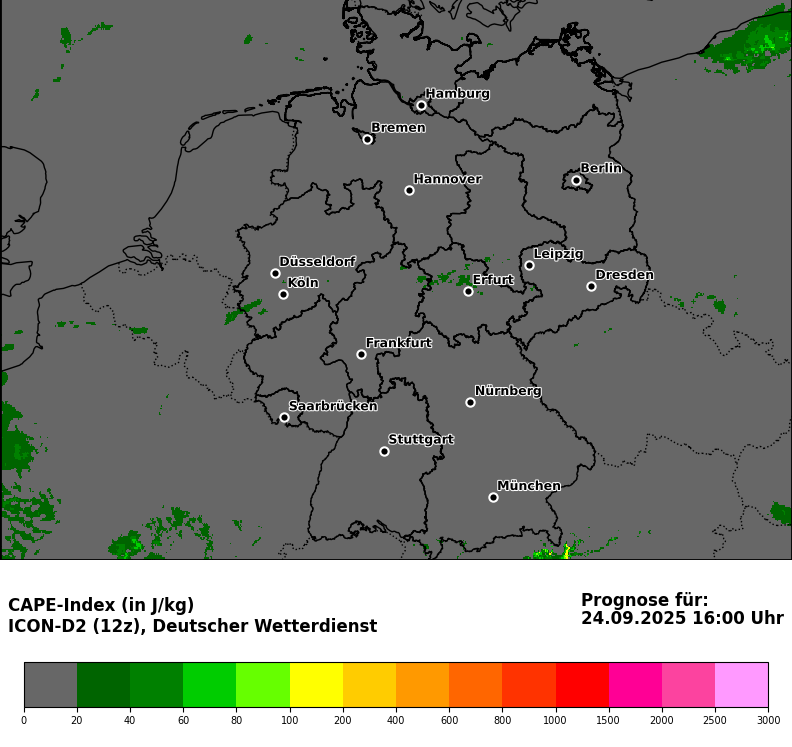 Hamburg
Bremen
Hannover
Berlin
Düsseldorf
Köln
Leipzig
Erfurt
Dresden
Frankfurt
Saarbrücken
Nürnberg
Stuttgart
München
CAPE-Index (in J/kg)
ICON-D2 (12z), Deutscher Wetterdienst
Prognose für:
24.09.2025 16:00 Uhr
0 20 40 60 80 100 200 400 600 800 1000 1500 2000 2500 3000